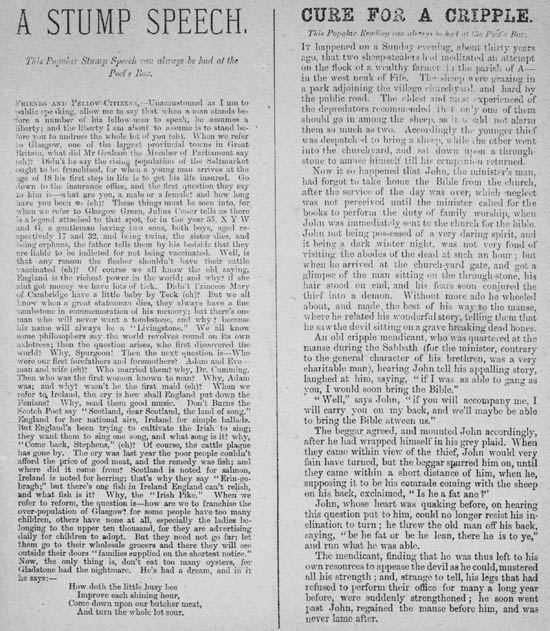 A STUMP SPEECH.
This Popular Stump Speech can always be had at the
Poet's Box.
FRIENDS AND FELLOW-CITIZENS,—Unaccustomed as I am to
public speaking, allow me to say that when a man stands be-
fore a number of his fellow-men to speak, he assumes a
liberty; and the liberty I am about to assume is to stand be-
fore you to undress the whole lot of you (oh). When we refer
to Glasgow, one of the largest provincial towns in Great
Britain, what did Mr Graham the Member of Parliament say
(eh)? Didn't he say the rising population of the Saltmarket
ought to be franchised, for when a young man arrives at the
age of 18 his first step in life is to get his life insured. Go
down to the insurance office, and the first question they say
to him is—what are you, a male or a female? and how long
have you been so (eh)? These things must be seen into, for
when we refer to Glasgow Green, Julius Cæsar tells us there
is a legend attached to that spot, for in the year 53, X Y W
and G, a gentleman having two sons, both boys, aged re-
spectively 17 and 32, and being twins, the sister dies, and
being orphans, the father tells them by his bedside that they
are liable to be indicted for not being vaccinated. Well, is
that any reason the flesher shouldn't have their cattle
vaccinated (eh)? Of course we all know the old saying,
England is the richest power in the world; and why? if she
aint got money we have lots of tick. Didn't Princess Mary
of Cambridge have a little baby by Teck (eh)? But we all
know when a great statesman dies, they always have a fine
tombstone in commemoration of his memory; but there's one
man who will never want a tombstone, and why? because
his name will always be a "Livingstone." We all know
some philosophers say the world revolves round on its own
axletrees; then the question arises, who first discovered the
world? Why, Spurgeon! Then the next question is—Who
were our first forefathers and foremothers? Adam and Eve—
man and wife (eh)? Who married them? why, Dr. Cumming.
Then who was the first women known to man? Why, Adam
was; and why? wasn't he the first maid (eh)? When we
refer to Ireland, the cry is how shall England put down the
Fenians? Why, send them good music. Don't Burns the
Scotch Poet say "Scotland, dear Scotland, the land of song,"
England for her national airs, Ireland for simple ballads.
But England's been trying to cultivate the Irish to sing;
they want them to sing one song, and what song is it? why,
"Come back, Stephens," (eh)? Of course, the cattle plague
has gone by. The cry was last year the poor people couldn't
afford the price of good meat, and the remedy was fish; and
where did it come from? Scotland is noted for salmon,
Ireland is noted for herring; that's why they say "Erin-go-
bragh;" but there's one fish in Ireland England can't relish,
and what fish is it? Why, the "Irish Pike." When we
refer to reform, the question is—how are we to franchise the
over-population of Glasgow? for some people have too many
children, others have none at all, especially the ladies be-
longing to the upper ten thousand, for they are advertising
daily for children to adopt. But they need not go far; let
them go to their wholesale grocers and there they will see
outside their doors "families supplied on the shortest notice."
Now, the only thing is, don't eat too many oysters, for
Gladstone had the nightmare. He's had a dream, and in it
he says:—
How doth the little busy bee
Improve each shining hour,
Come down upon our butcher meat,
And turn the whole lot sour.
CURE FOR A CRIPPLE.
This Popular Reading can always be had at the Poet's Box.
IT happened on a Sunday evening, about thirty years
ago, that two sheep-stealers had meditated an attempt
on the flock of a wealthy farmer in the parish of A—
in the west neuk of Fife. The sheep were grazing in
a park adjoining the village churchyard, and hard by
the public road. The oldest and most experienced of
the depredators recommended that only one of them
should go in among the sheep, as it would not alarm
them so much as two. Accordingly the younger thief
was despatched to bring a sheep, while the other went
into the churchyard, and sat down upon a through-
stone to amuse himself till his companion returned.
Now it so happened that John, the minister's man,
had forgot to take home the Bible from the church,
after the service of the day was over, which neglect
was not perceived until the minister called for the
books to perform the duty of family worship, when
John was immediately sent to the church for the bible.
John not being possessed of a very daring spirit, and
it being a dark winter night, was not very fond of
visiting the abodes of the dead at such an hour; but
when he arrived at the church-yard gate, and got a
glimpse of the man sitting on the through-stone, his
hair stood on end, and his fears soon conjured the
thief into a demon. Without more ado he wheeled
about, and made the best of his way to the manse,
where he related his wonderful story, telling them that
he saw the devil sitting on a grave breaking dead bones.
An old cripple mendicant, who was quartered at the
manse during the Sabbath (for the minister, contrary
to the general character of his brethren, was a very
charitable man), hearing John tell his appalling story,
laughed at him, saying, "if I was as able to gang as
you, I would soon bring the Bible."
"Well," says John, "if you will accompany me, I
will carry you on my back, and we'll maybe be able
to bring the Bible atween us."
The beggar agreed, and mounted John accordingly,
after he had wrapped himself in his grey plaid. When
they came within view of the thief, John would very
fain have turned, but the beggar spurred him on, until
they came within a short distance of him, when he,
supposing it to be his comrade coming with the sheep
on his back, exclaimed, "Is he a fat ane?"
John, whose heart was quaking before, on hearing
this question put to him, could no longer resist his in-
clination to turn; he threw the old man off his back,
saying, "be he fat or be he lean, there he is to ye,"
and run what he was able.
The mendicant, finding that he was thus left to his
own resources to appease the devil as he could, mustered
all his strength; and, strange to tell, his legs that had
refused to perform their office for many a long year
before, were suddenly strengthened; he soon went
past John, regained the manse before him, and was
never lame after.